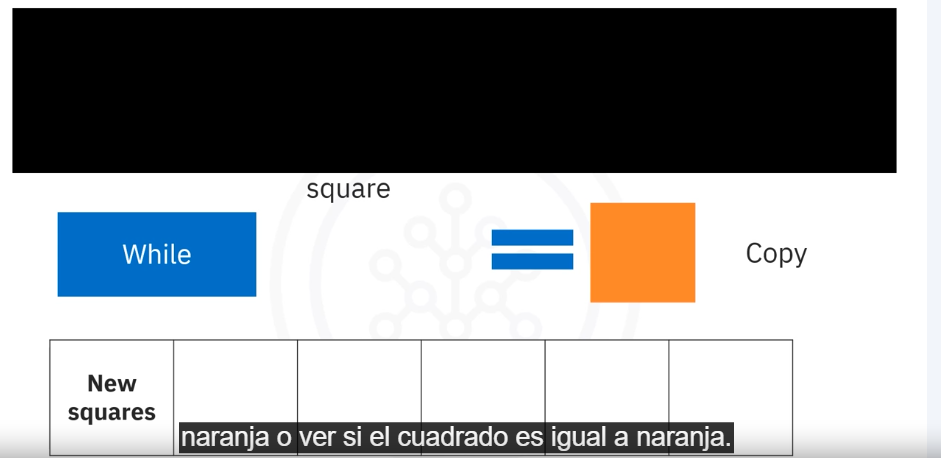 square
While
Copy
New
squares
naranja o ver si el cuadrado es igual a naranja.